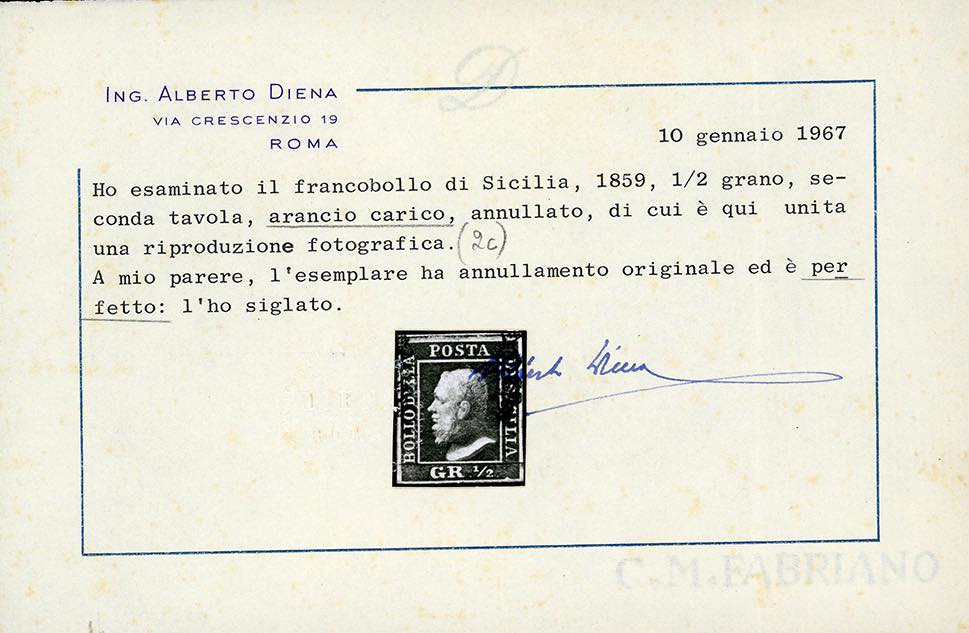 ING. ALBERTO DIENA
VIA CRESCENZIO 19
ROMA
10 gennaio 1967
Ho esaminato il francobollo di Sicilia, 1859, 1/2 grano, se-
conda tavola, arancio carico, annullato, di cui è qui unita
una riproduzione fotografica. (2c)
A mio parere, l'esemplare ha annullamento originale ed è per
fetto: l'ho siglato.
POSTA
BOLLO DELLA
GR ½
Alberto Diena
C.M.FABRIANO